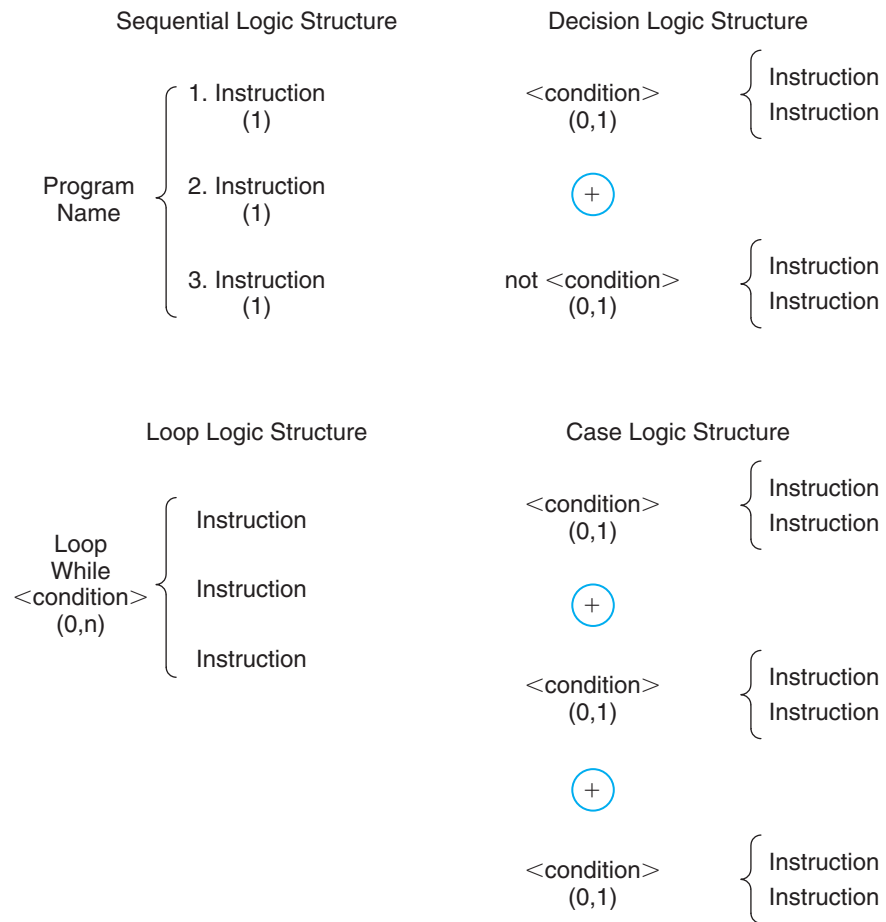 Sequential Logic Structure
Program
Name
1. Instruction
(1)
2. Instruction
(1)
3. Instruction
(1)
Decision Logic Structure
<condition>
(0,1)
Instruction
Instruction
+
not <condition>
(0,1)
Instruction
Instruction
Loop Logic Structure
Loop
While
<condition>
(0,n)
Instruction
Instruction
Instruction
Case Logic Structure
<condition>
(0,1)
Instruction
Instruction
+
<condition>
(0,1)
Instruction
Instruction
+
<condition>
(0,1)
Instruction
Instruction